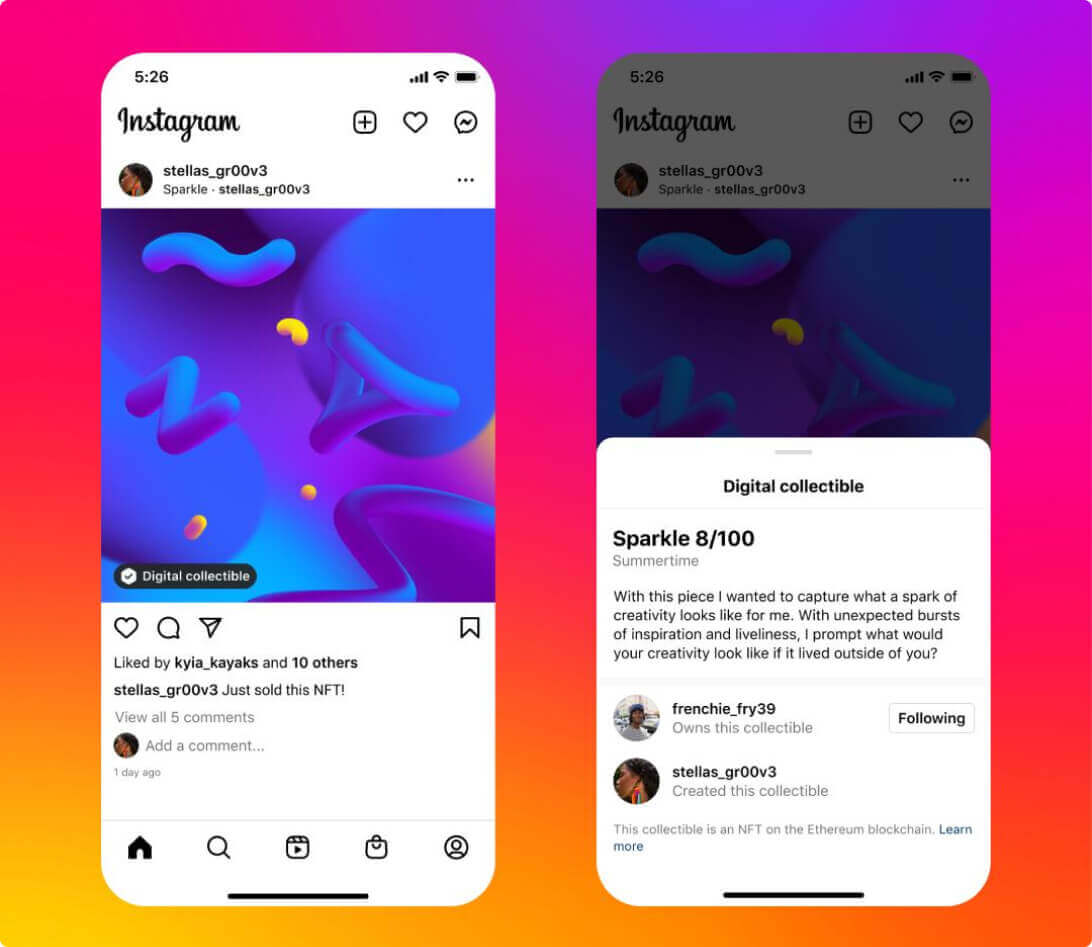 5:26
Instagram
stellas_gr00v3
Sparkle · stellas_gr00v3
Digital collectible
Liked by kyia_kayaks and 10 others
stellas_gr00v3 Just sold this NFT!
View all 5 comments
Add a comment...
1 day ago
5:26
Instagram
stellas_gr00v3
Sparkle · stellas_gr00v3
Digital collectible
Sparkle 8/100
Summertime
With this piece I wanted to capture what a spark of
creativity looks like for me. With unexpected bursts
of inspiration and liveliness, I prompt what would
your creativity look like if it lived outside of you?
frenchie_fry39
Owns this collectible
Following
stellas_gr00v3
Created this collectible
This collectible is an NFT on the Ethereum blockchain. Learn
more